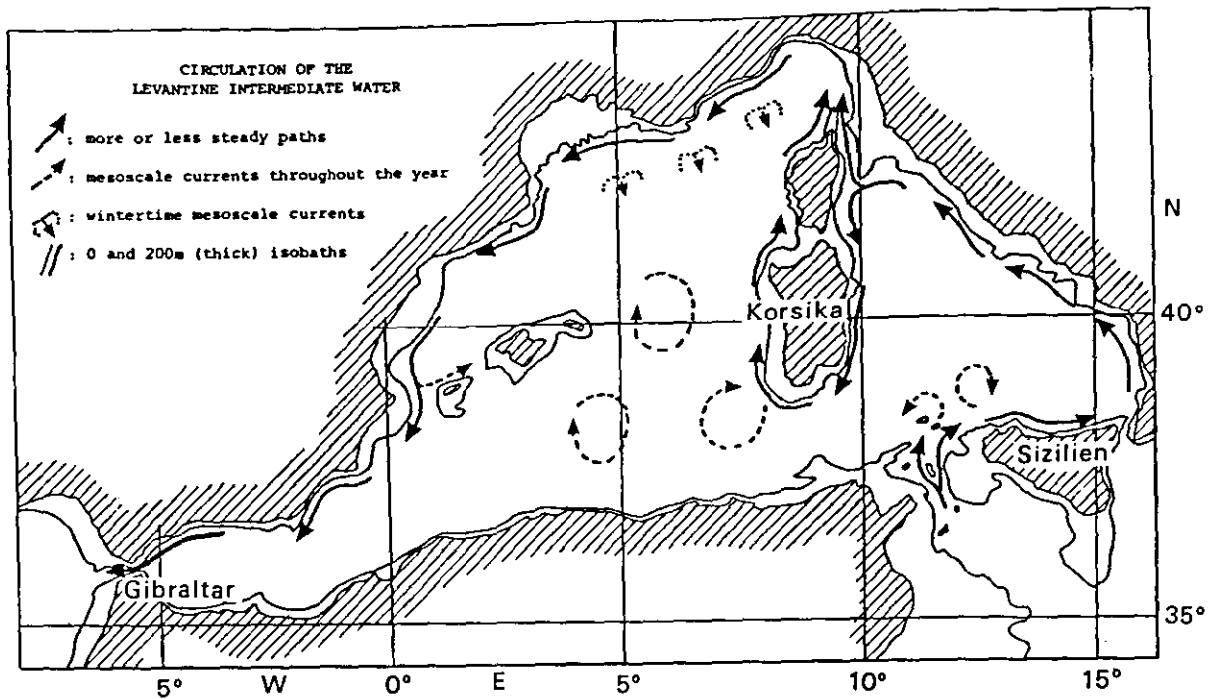 CIRCULATION OF THE
LEVANTINE INTERMEDIATE WATER
: more or less steady paths
: mesoscale currents throughout the year
: wintertime mesoscale currents
: 0 and 200m (thick) isobaths
N
Korsikal
40°
Sizilien
Gibraltar
35°
5° W 0° E 5° 10° 15°